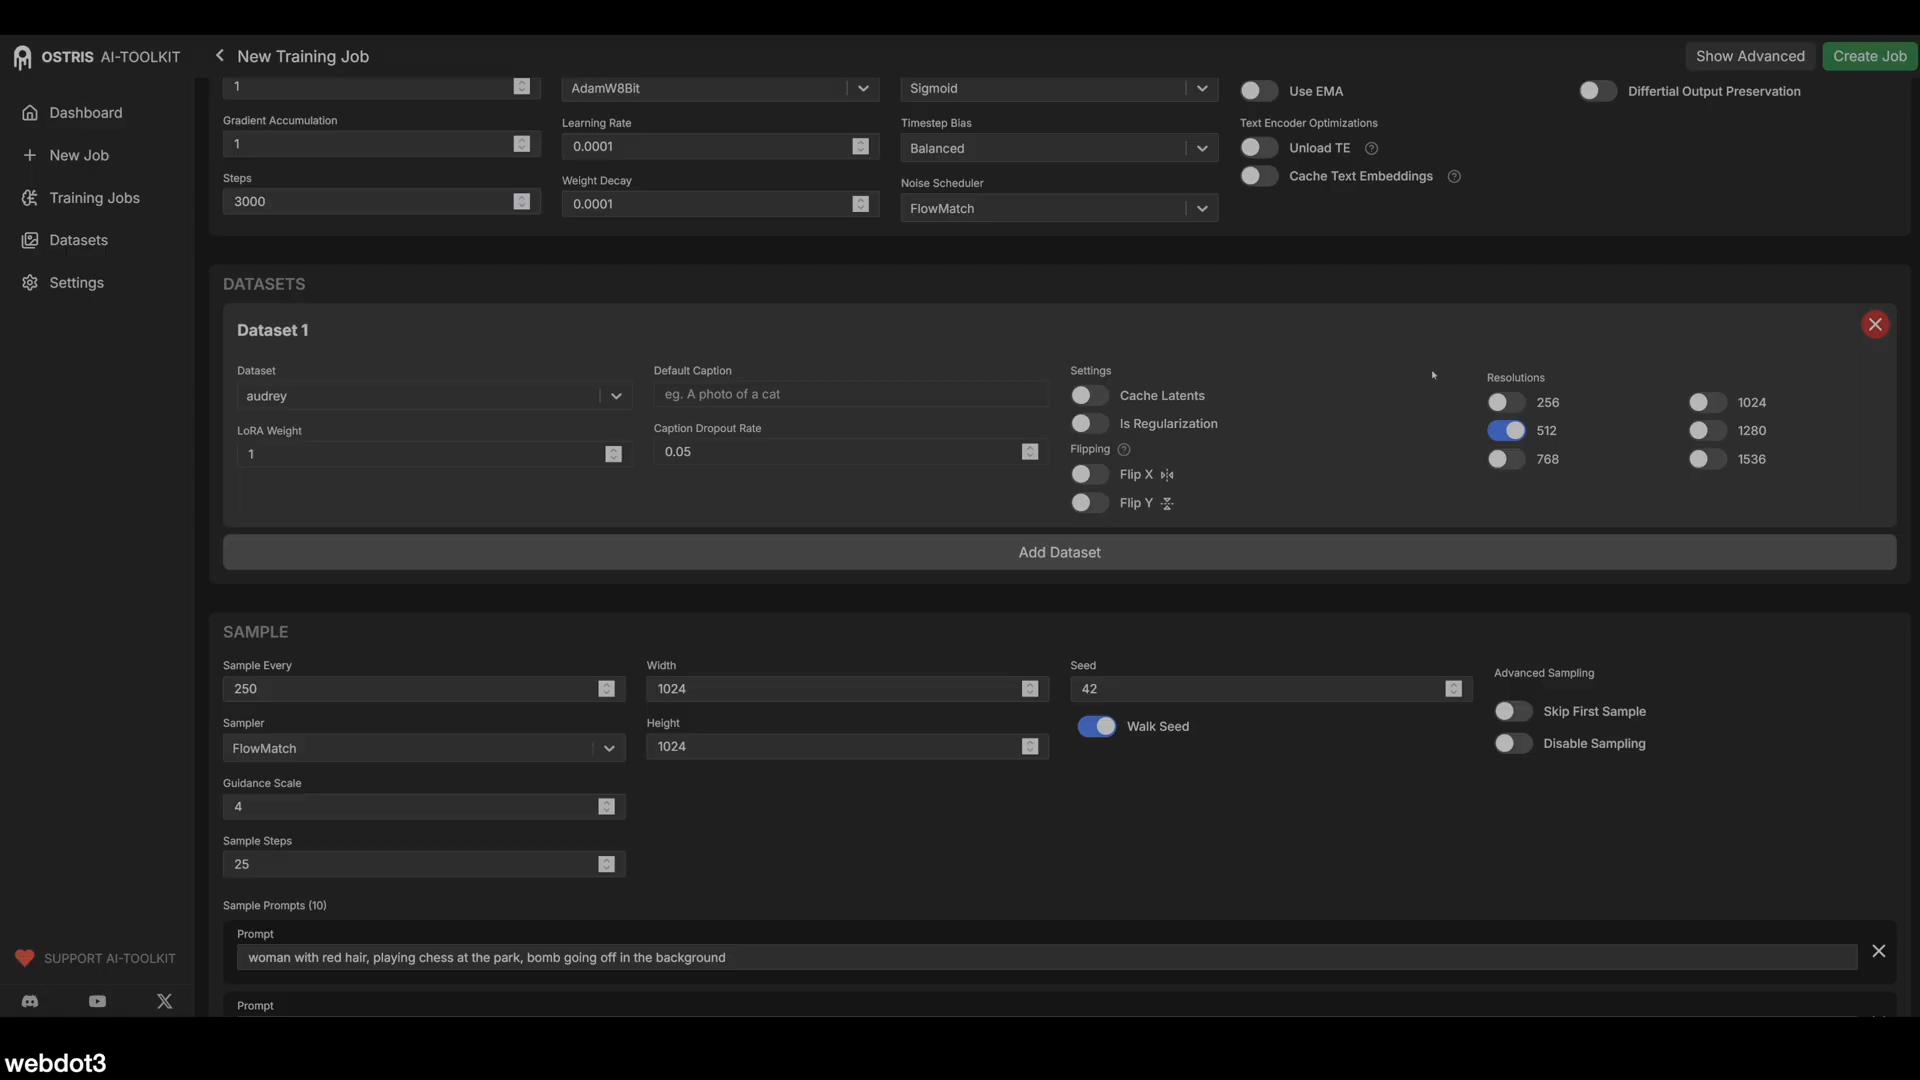 OSTRIS AI-TOOLKIT
New Training Job
Show Advanced
Create Job
Dashboard
New Job
Training Jobs
Datasets
Settings
1
AdamW8Bit
Sigmoid
Use EMA
Differtial Output Preservation
Gradient Accumulation
1
Learning Rate
0.0001
Timestep Bias
Balanced
Text Encoder Optimizations
Unload TE
Cache Text Embeddings
Steps
3000
Weight Decay
0.0001
Noise Scheduler
FlowMatch
DATASETS
Dataset 1
Dataset
audrey
LoRA Weight
1
Default Caption
eg. A photo of a cat
Caption Dropout Rate
0.05
Settings
Cache Latents
Is Regularization
Flipping
Flip X
Flip Y
Resolutions
256
512
768
1024
1280
1536
Add Dataset
SAMPLE
Sample Every
250
Sampler
FlowMatch
Guidance Scale
4
Sample Steps
25
Width
1024
Height
1024
Seed
42
Walk Seed
Advanced Sampling
Skip First Sample
Disable Sampling
Sample Prompts (10)
Prompt
woman with red hair, playing chess at the park, bomb going off in the background
Prompt
SUPPORT AI-TOOLKIT
webdot3